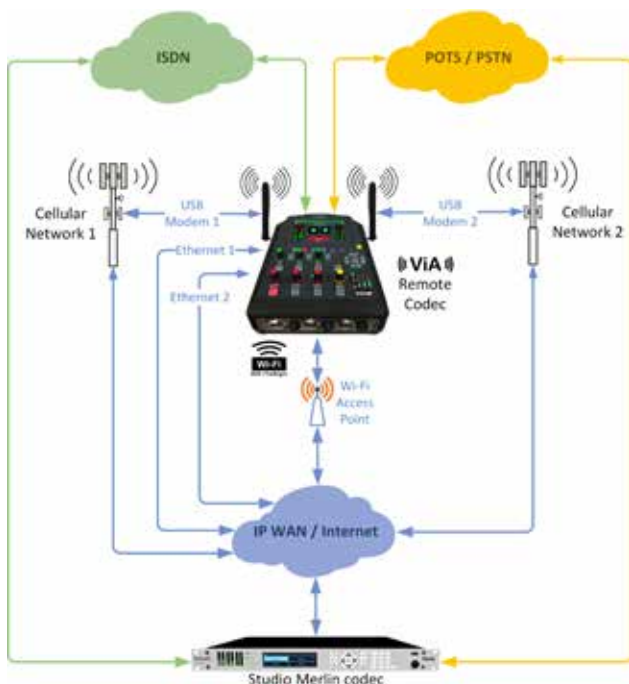 ISDN
POTS / PSTN
USB
Modem 1
USB
Modem 2
Cellular
Network 1
Cellular
Network 2
Ethernet 1
ViA
Remote
Codec
Ethernet 2
Wi-Fi
Wi-Fi
Access
Point
IP WAN / Internet
Studio Merlin codec